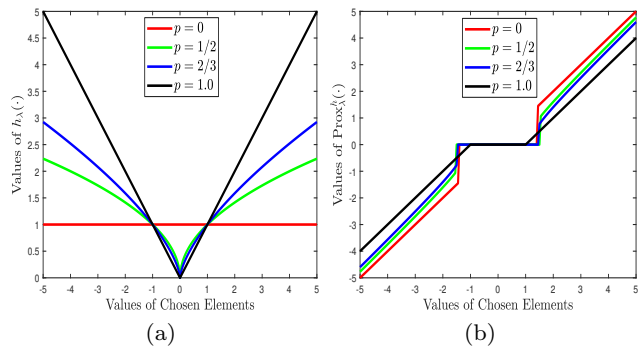 5
4.5
4
3.5
3
2.5
2
1.5
1
0.5
0
-5 -4 -3 -2 -1 0 1 2 3 4 5
Values of Chosen Elements
Values of h_λ(·)
p = 0
p = 1/2
p = 2/3
p = 1.0
(a)
5
4
3
2
1
0
-1
-2
-3
-4
-5
-5 -4 -3 -2 -1 0 1 2 3 4 5
Values of Chosen Elements
Values of Prox^h_λ(·)
p = 0
p = 1/2
p = 2/3
p = 1.0
(b)